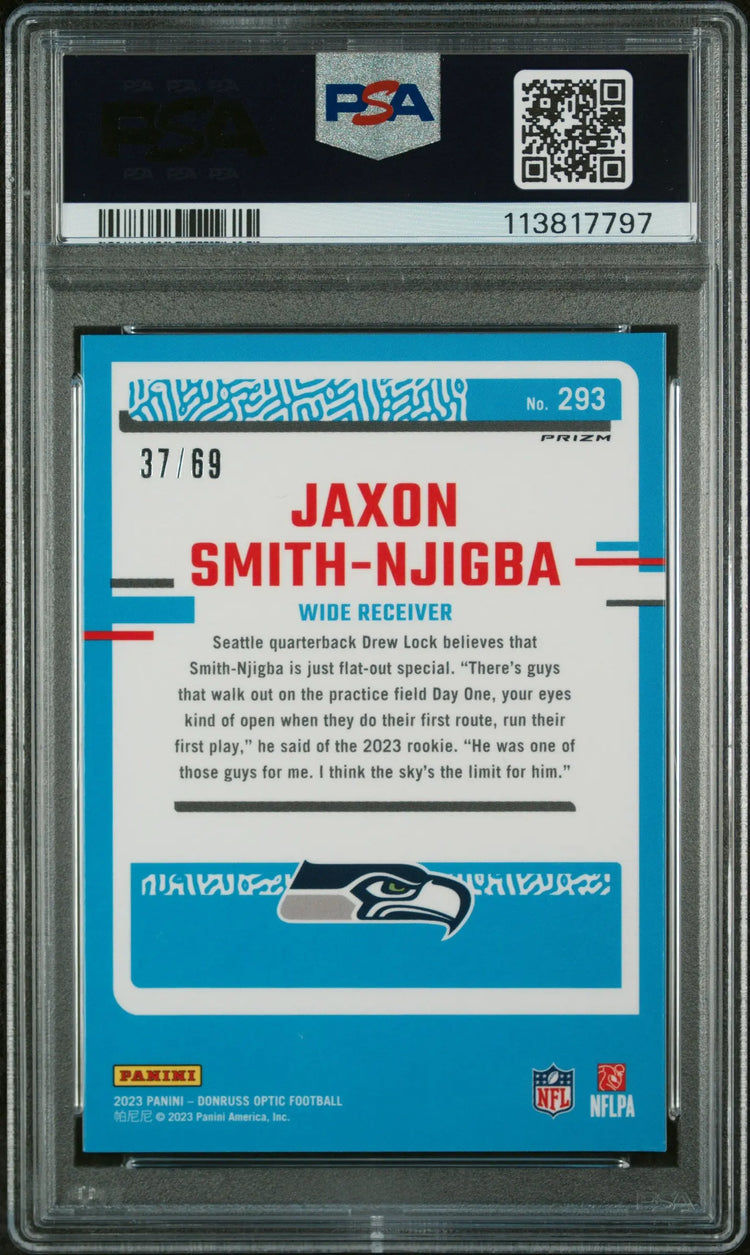 PSA
113817797
No. 293
PRIZM
37/69
JAXON
SMITH-NJIGBA
WIDE RECEIVER
Seattle quarterback Drew Lock believes that
Smith-Njigba is just flat-out special. “There’s guys
that walk out on the practice field Day One, your eyes
kind of open when they do their first route, run their
first play,” he said of the 2023 rookie. “He was one of
those guys for me. I think the sky’s the limit for him.”
PANINI
2023 PANINI – DONRUSS OPTIC FOOTBALL
帕尼尼 © 2023 Panini America, Inc.
NFL
NFLPA
PSA